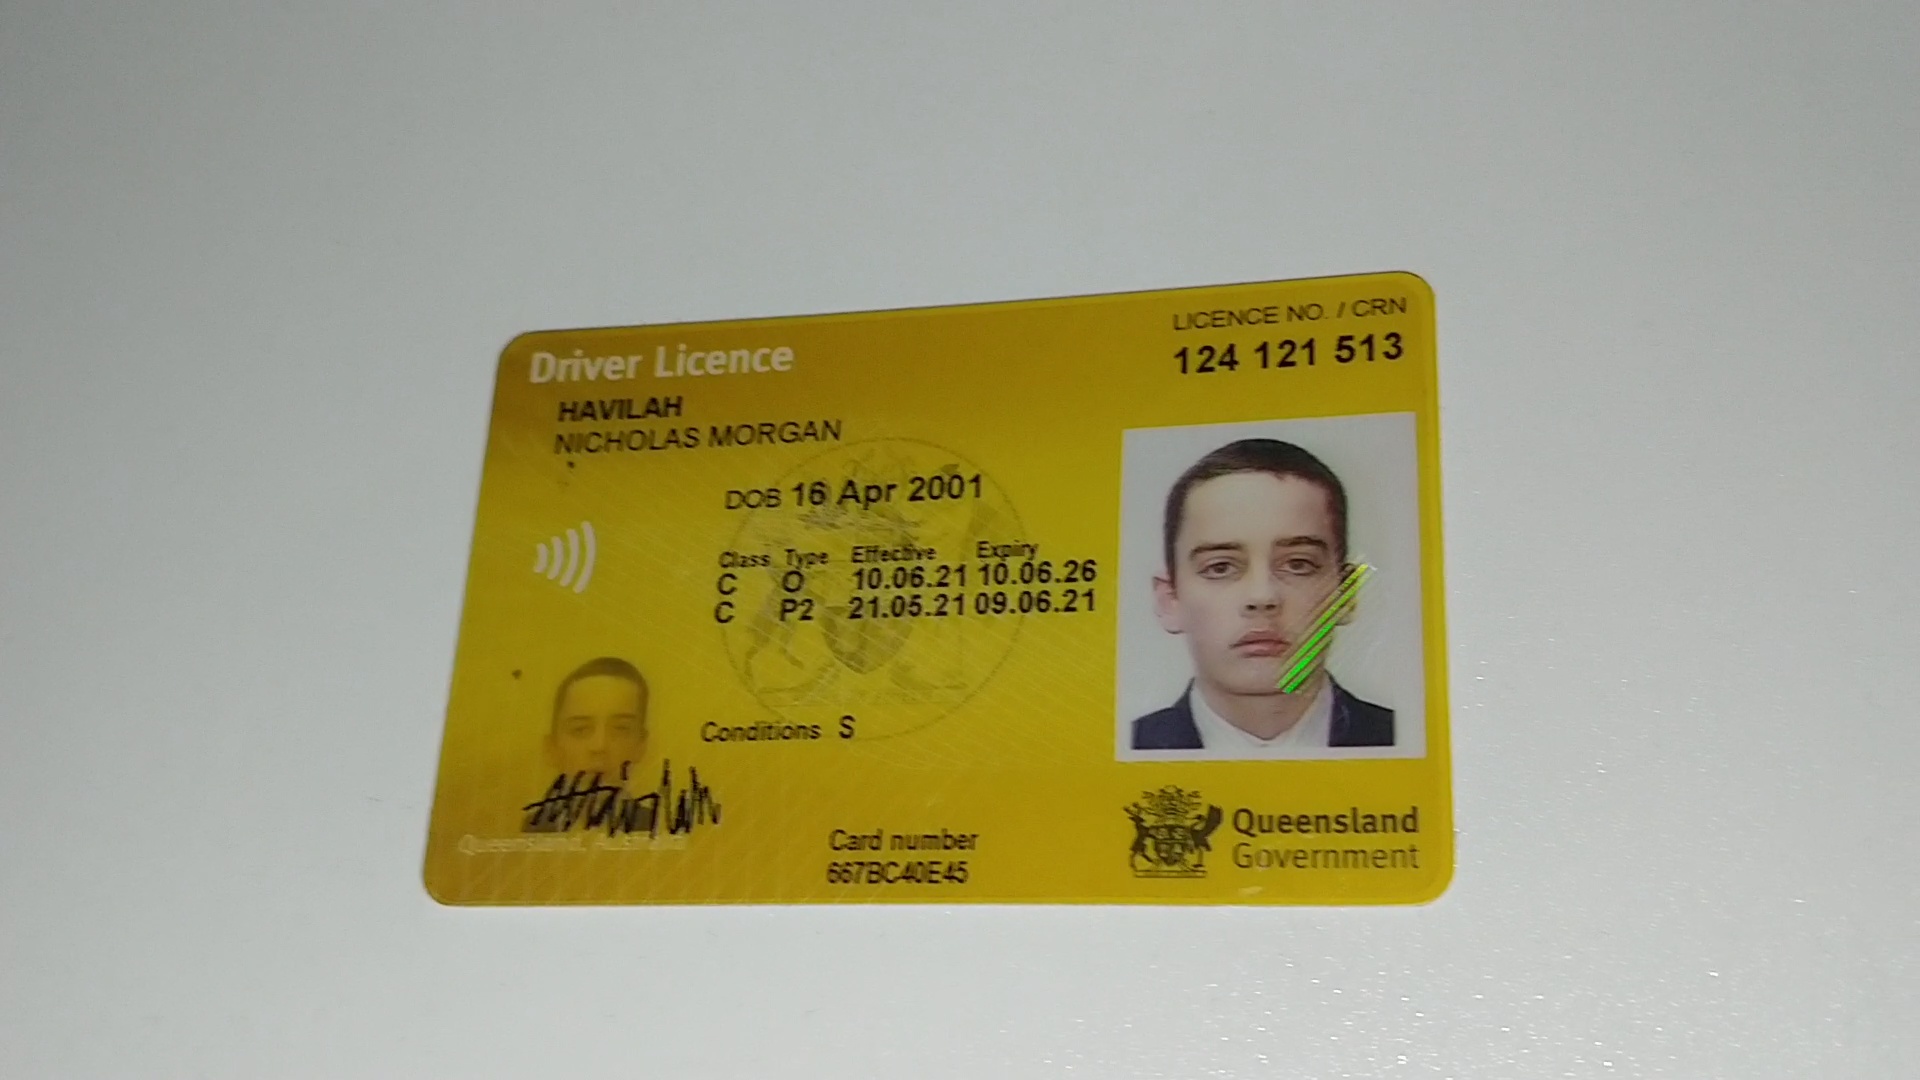 Driver Licence
LICENCE NO. / CRN
124 121 513
HAVILAH
NICHOLAS MORGAN
DOB 16 Apr 2001
Class Type Effective Expiry
C O 10.06.21 10.06.26
C P2 21.05.21 09.06.21
Conditions S
Queensland, Australia
Card number
667BC40E45
Queensland
Government